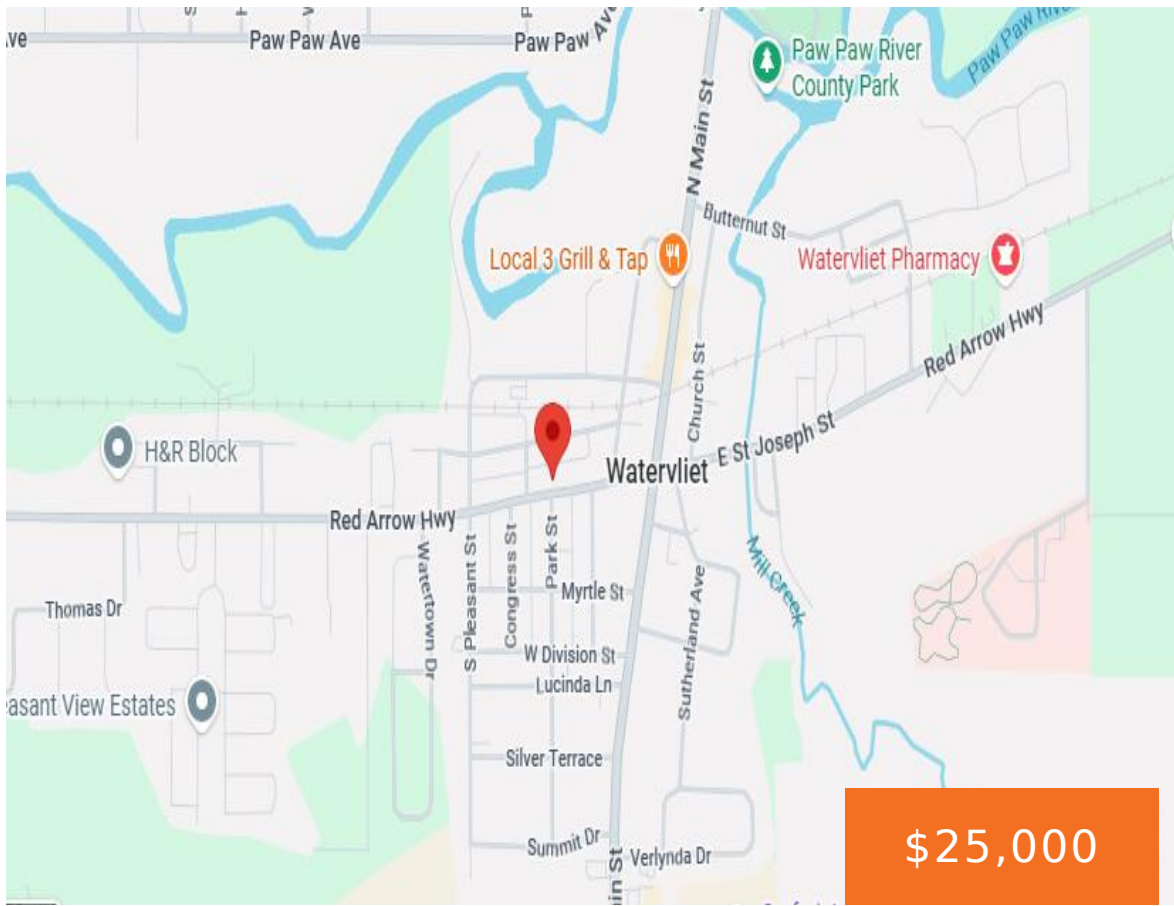 Paw Paw Ave
Paw Paw Ave
Paw Paw River
County Park
Paw Paw River
N Main St
Butternut St
Local 3 Grill & Tap
Watervliet Pharmacy
Red Arrow Hwy
Church St
H&R Block
E St Joseph St
Watervliet
Red Arrow Hwy
Watertown Dr
S Pleasant St
Congress St
Park St
Myrtle St
Mill Creek
Thomas Dr
Sutherland Ave
W Division St
Lucinda Ln
easant View Estates
Silver Terrace
Summit Dr
Verlynda Dr
ain St
$25,000